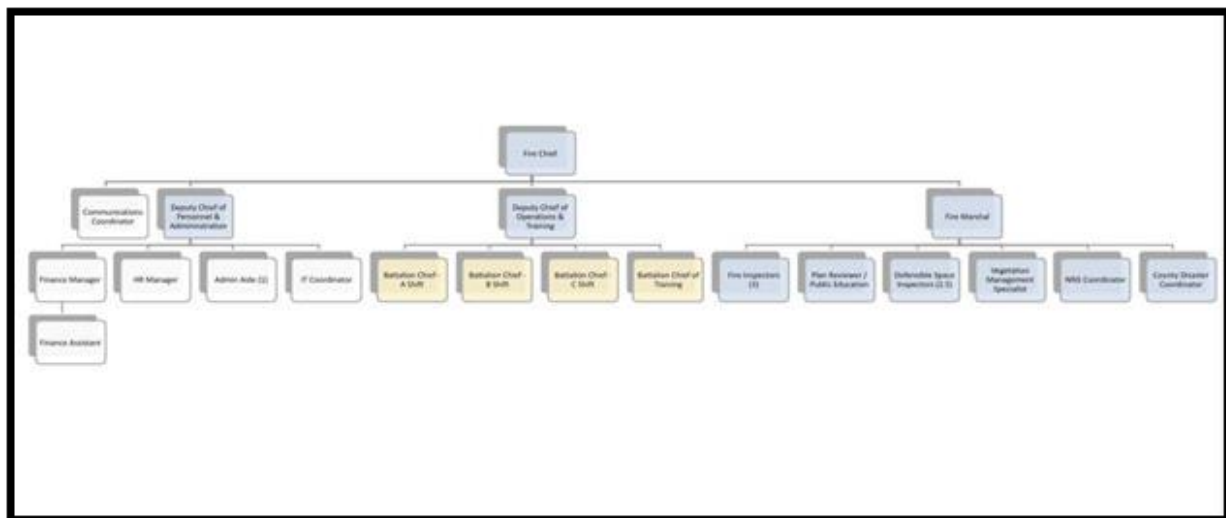 Fire Chief
Communications
Coordinator
Deputy Chief of
Personnel &
Administration
Deputy Chief of
Operations &
Training
Fire Marshal
Finance Manager
HR Manager
Admin Aide
IT Coordinator
Battalion Chief-
A Shift
Battalion Chief -
B Shift
Battalion Chief-
C Shift
Battalion Chief of
Training
Fire Inspectors
(3)
Plan Reviewer /
Public Education
Defensible Space
Inspectors (2.5)
Vegetation
Management
Specialist
Coordinator
County Disaster
Coordinator
Finance Assistant